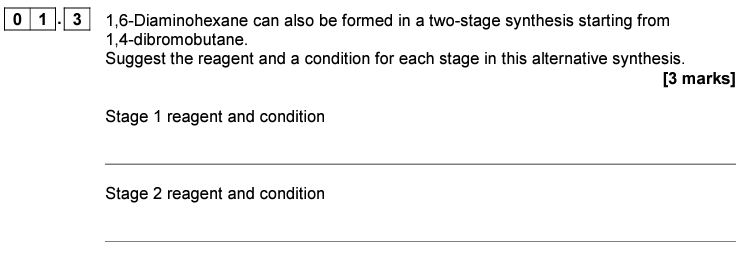 0 1 . 3 1,6-Diaminohexane can also be formed in a two-stage synthesis starting from
1,4-dibromobutane.
Suggest the reagent and a condition for each stage in this alternative synthesis.
[3 marks]
Stage 1 reagent and condition
Stage 2 reagent and condition